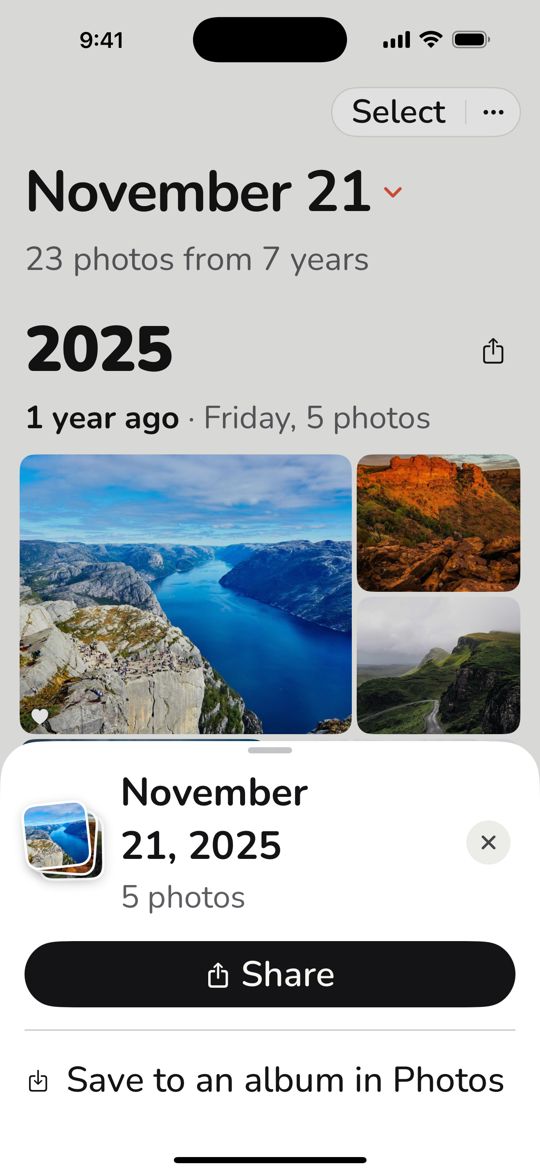 9:41
Select
November 21
23 photos from 7 years
2025
1 year ago · Friday, 5 photos
November
21, 2025
5 photos
Share
Save to an album in Photos